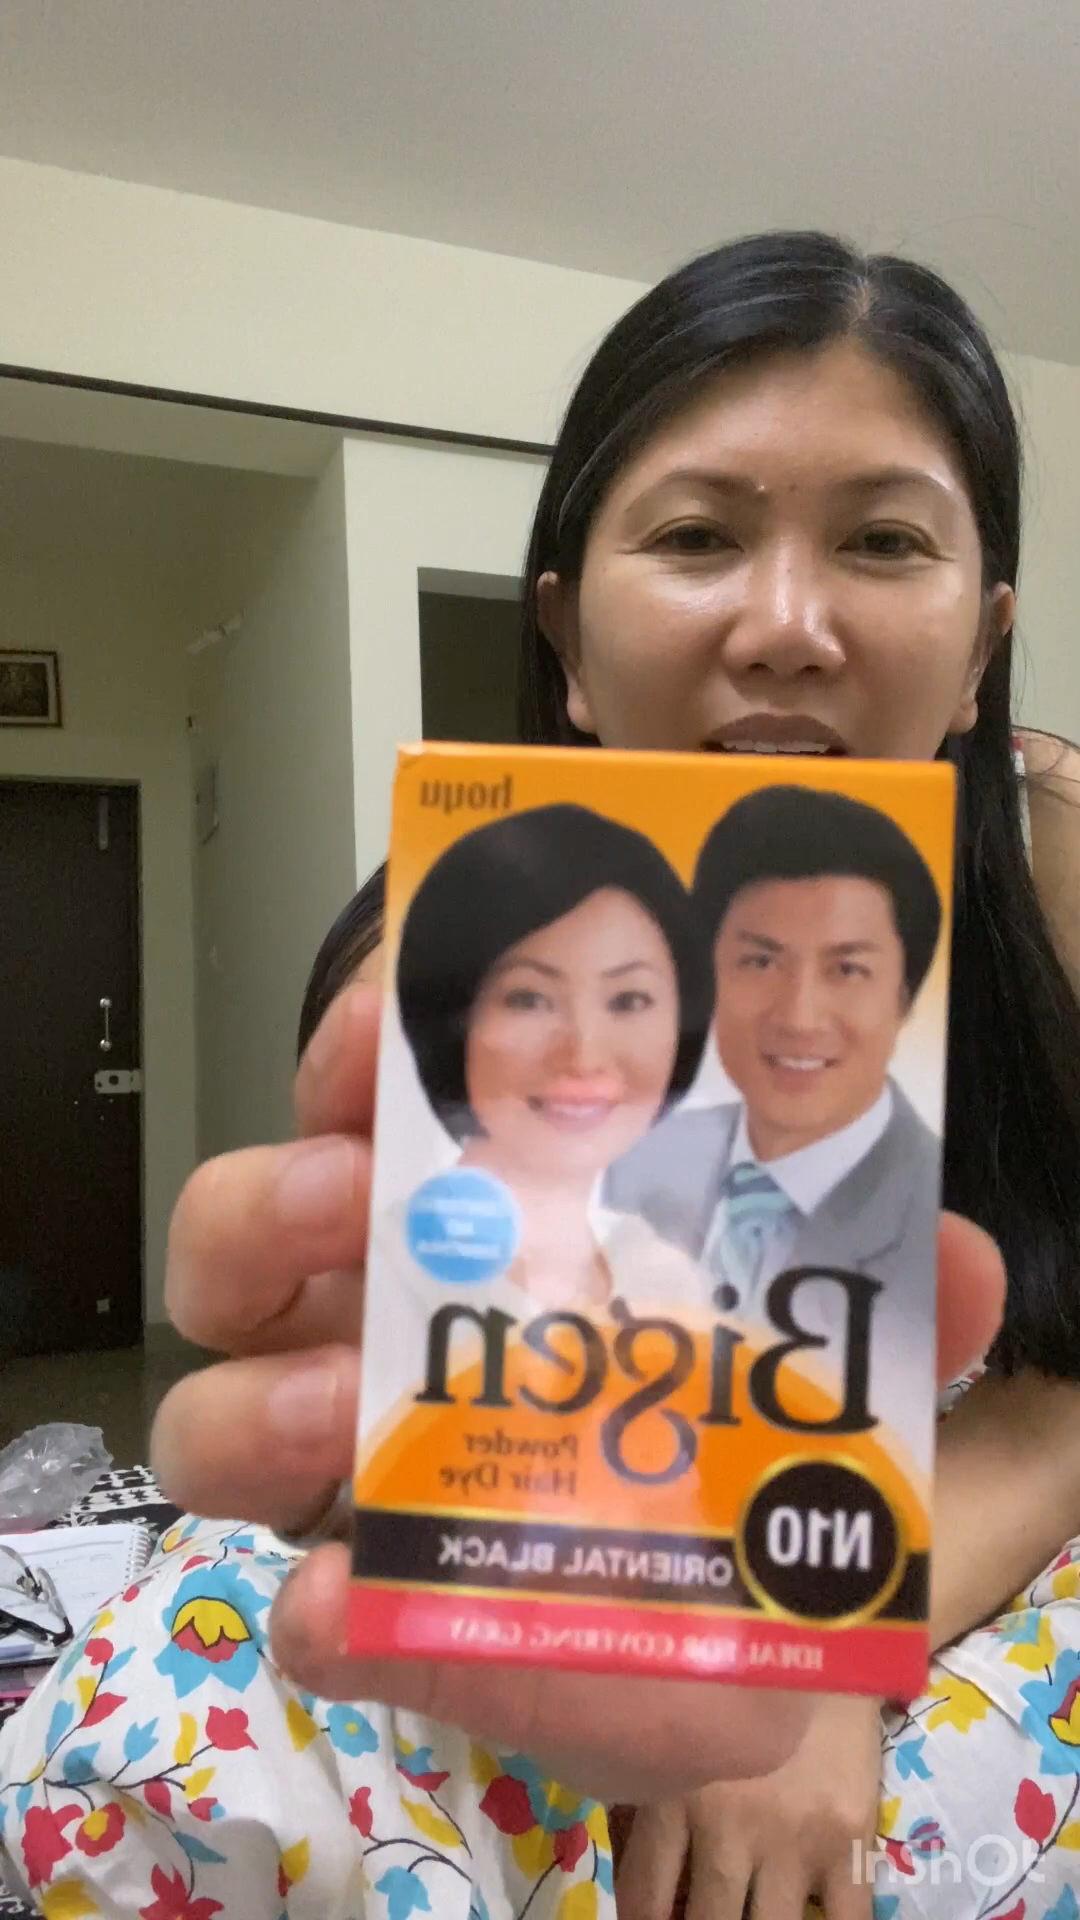 hoyu
Bigen
Powder
Hair Dye
N10
ORIENTAL BLACK
IDEAL FOR COVERING GRAY
InShOt